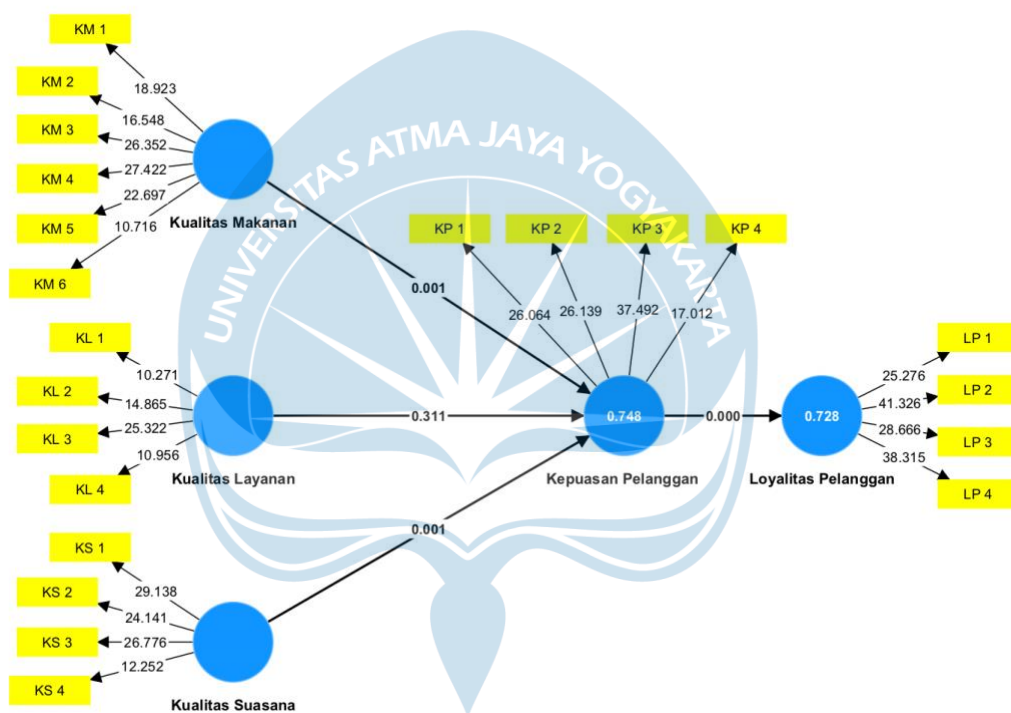 KM 1
KM 2
KM 3
KM 4
KM 5
KM 6
18.923
16.548
26.352
27.422
22.697
10.716
Kualitas Makanan
UNIVERSITAS ATMA JAYA YOGYAKARTA
KP 1
KP 2
KP 3
KP 4
26.064
26.139
37.492
17.012
0.001
KL 1
KL 2
KL 3
KL 4
10.271
14.865
25.322
10.956
Kualitas Layanan
0.311
0.748
Kepuasan Pelanggan
0.000
0.728
Loyalitas Pelanggan
LP 1
LP 2
LP 3
LP 4
25.276
41.326
28.666
38.315
0.001
KS 1
KS 2
KS 3
KS 4
29.138
24.141
26.776
12.252
Kualitas Suasana